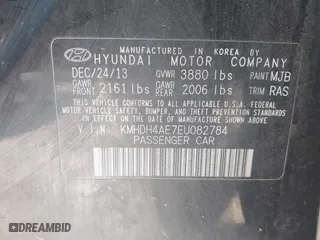 MANUFACTURED IN KOREA BY
HYUNDAI MOTOR COMPANY
DEC/24/13 GVWR 3880 lbs PAINT MJB
GAWR FRONT 2161 lbs GAWR REAR 2006 lbs TRIM RAS
THIS VEHICLE CONFORMS TO ALL APPLICABLE
U.S. FEDERAL MOTOR VEHICLE SAFETY, BUMPER,
AND THEFT PREVENTION STANDARDS IN EFFECT ON
THE DATE OF MANUFACTURE SHOWN ABOVE.
V.I.N: KMHDH4AE7EU082784
PASSENGER CAR